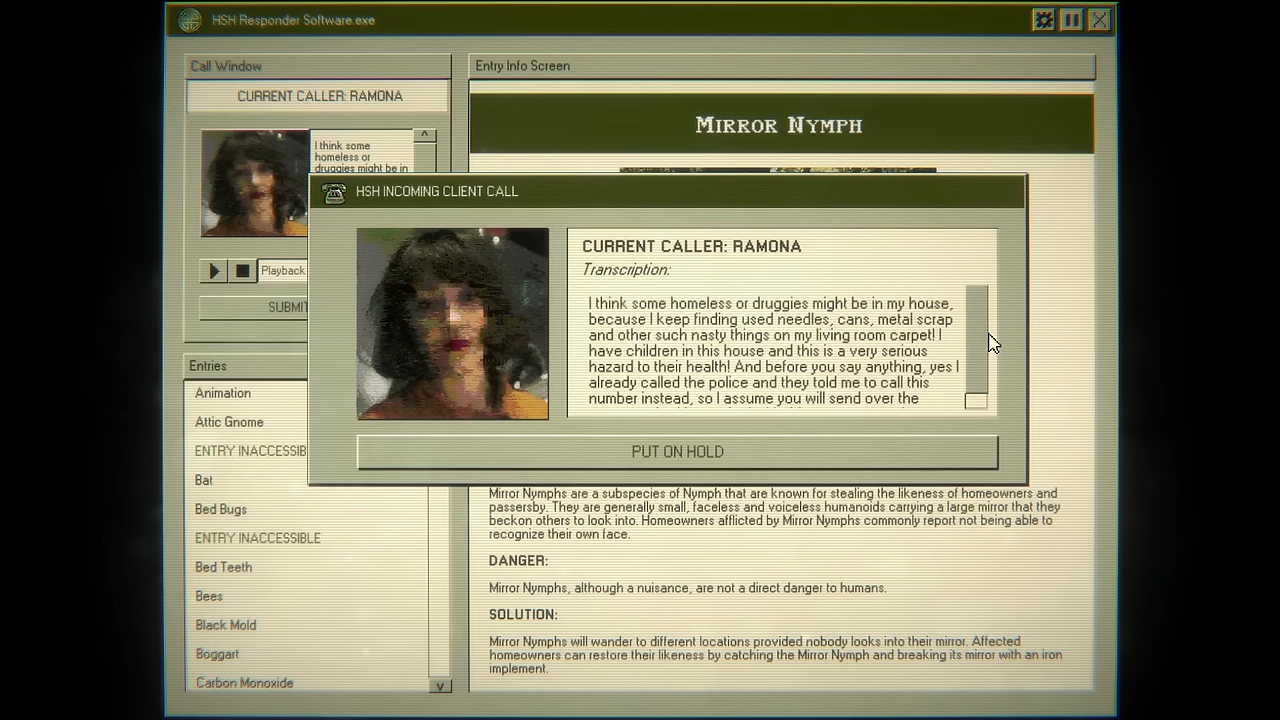 HSH Responder Software.exe
Call Window
CURRENT CALLER: RAMONA
I think some
homeless or
druggies might be in
Playback
SUBMIT
Entries
Animation
Attic Gnome
ENTRY INACCESSIB
Bat
Bed Bugs
ENTRY INACCESSIBLE
Bed Teeth
Bees
Black Mold
Boggart
Carbon Monoxide
Entry Info Screen
MIRROR NYMPH
HSH INCOMING CLIENT CALL
CURRENT CALLER: RAMONA
Transcription:
I think some homeless or druggies might be in my house,
because I keep finding used needles, cans, metal scrap
and other such nasty things on my living room carpet! I
have children in this house and this is a very serious
hazard to their health! And before you say anything, yes I
already called the police and they told me to call this
number instead, so I assume you will send over the
PUT ON HOLD
Mirror Nymphs are a subspecies of Nymph that are known for stealing the likeness of homeowners and
passersby. They are generally small, faceless and voiceless humanoids carrying a large mirror that they
beckon others to look into. Homeowners afflicted by Mirror Nymphs commonly report not being able to
recognize their own face.
DANGER:
Mirror Nymphs, although a nuisance, are not a direct danger to humans.
SOLUTION:
Mirror Nymphs will wander to different locations provided nobody looks into their mirror. Affected
homeowners can restore their likeness by catching the Mirror Nymph and breaking its mirror with an iron
implement.